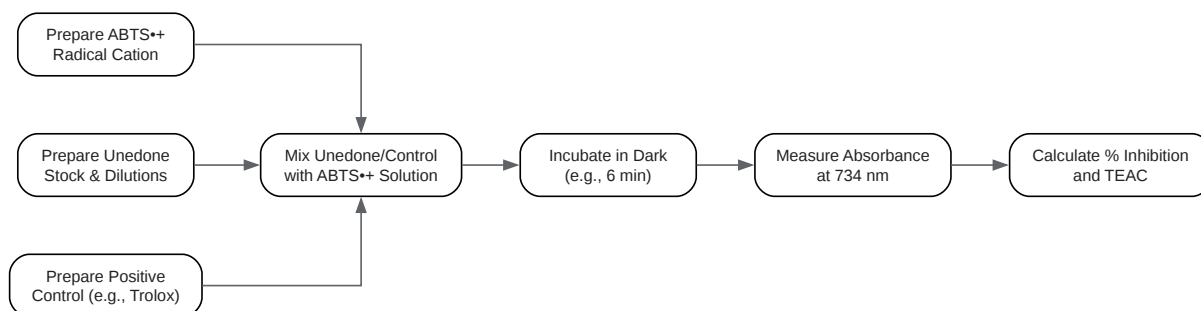 Prepare ABTS•+
Radical Cation
Prepare Unedone
Stock & Dilutions
Mix Unedone/Control
with ABTS•+ Solution
Incubate in Dark
(e.g., 6 min)
Measure Absorbance
at 734 nm
Calculate % Inhibition
and TEAC
Prepare Positive
Control (e.g., Trolox)